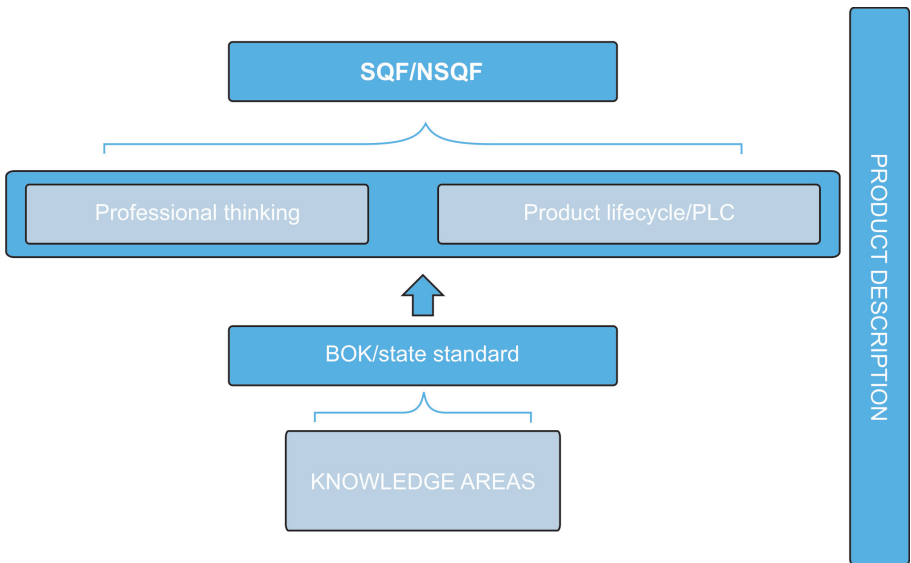 SQF/NSQF
Professional thinking
Product lifecycle/PLC
BOK/state standard
KNOWLEDGE AREAS
PRODUCT DESCRIPTION